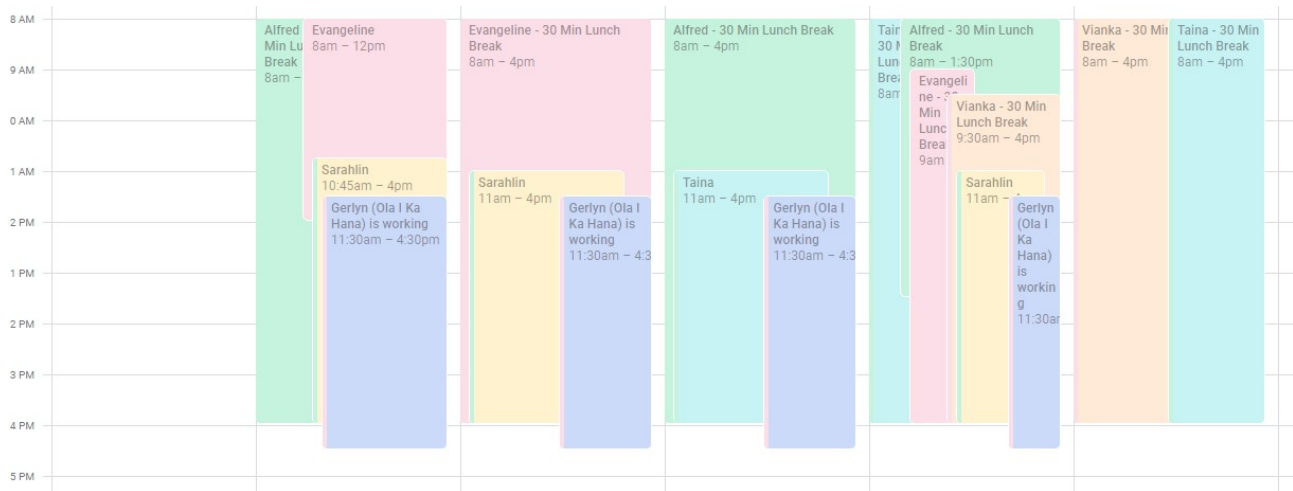 8 AM
9 AM
0 AM
1 AM
2 PM
1 PM
2 PM
3 PM
4 PM
5 PM
Alfred
Min Lu
Break
8am –
Evangeline
8am – 12pm
Sarahlin
10:45am – 4pm
Gerlyn (Ola I Ka
Hana) is working
11:30am – 4:30pm
Evangeline - 30 Min Lunch
Break
8am – 4pm
Sarahlin
11am – 4pm
Gerlyn (Ola I
Ka Hana) is
working
11:30am – 4:3
Alfred - 30 Min Lunch Break
8am – 4pm
Taina
11am – 4pm
Gerlyn (Ola I
Ka Hana) is
working
11:30am – 4:3
Tain
30 M
Lun
Brea
8am
Alfred - 30 Min Lunch
Break
8am – 1:30pm
Evangeli
ne - 30
Min
Lunc
Brea
9am
Vianka - 30 Min
Lunch Break
9:30am – 4pm
Sarahlin
11am –
Gerlyn
(Ola I
Ka
Hana)
is
workin
g
11:30ar
Vianka - 30 Min
Break
8am – 4pm
Taina - 30 Min
Lunch Break
8am – 4pm